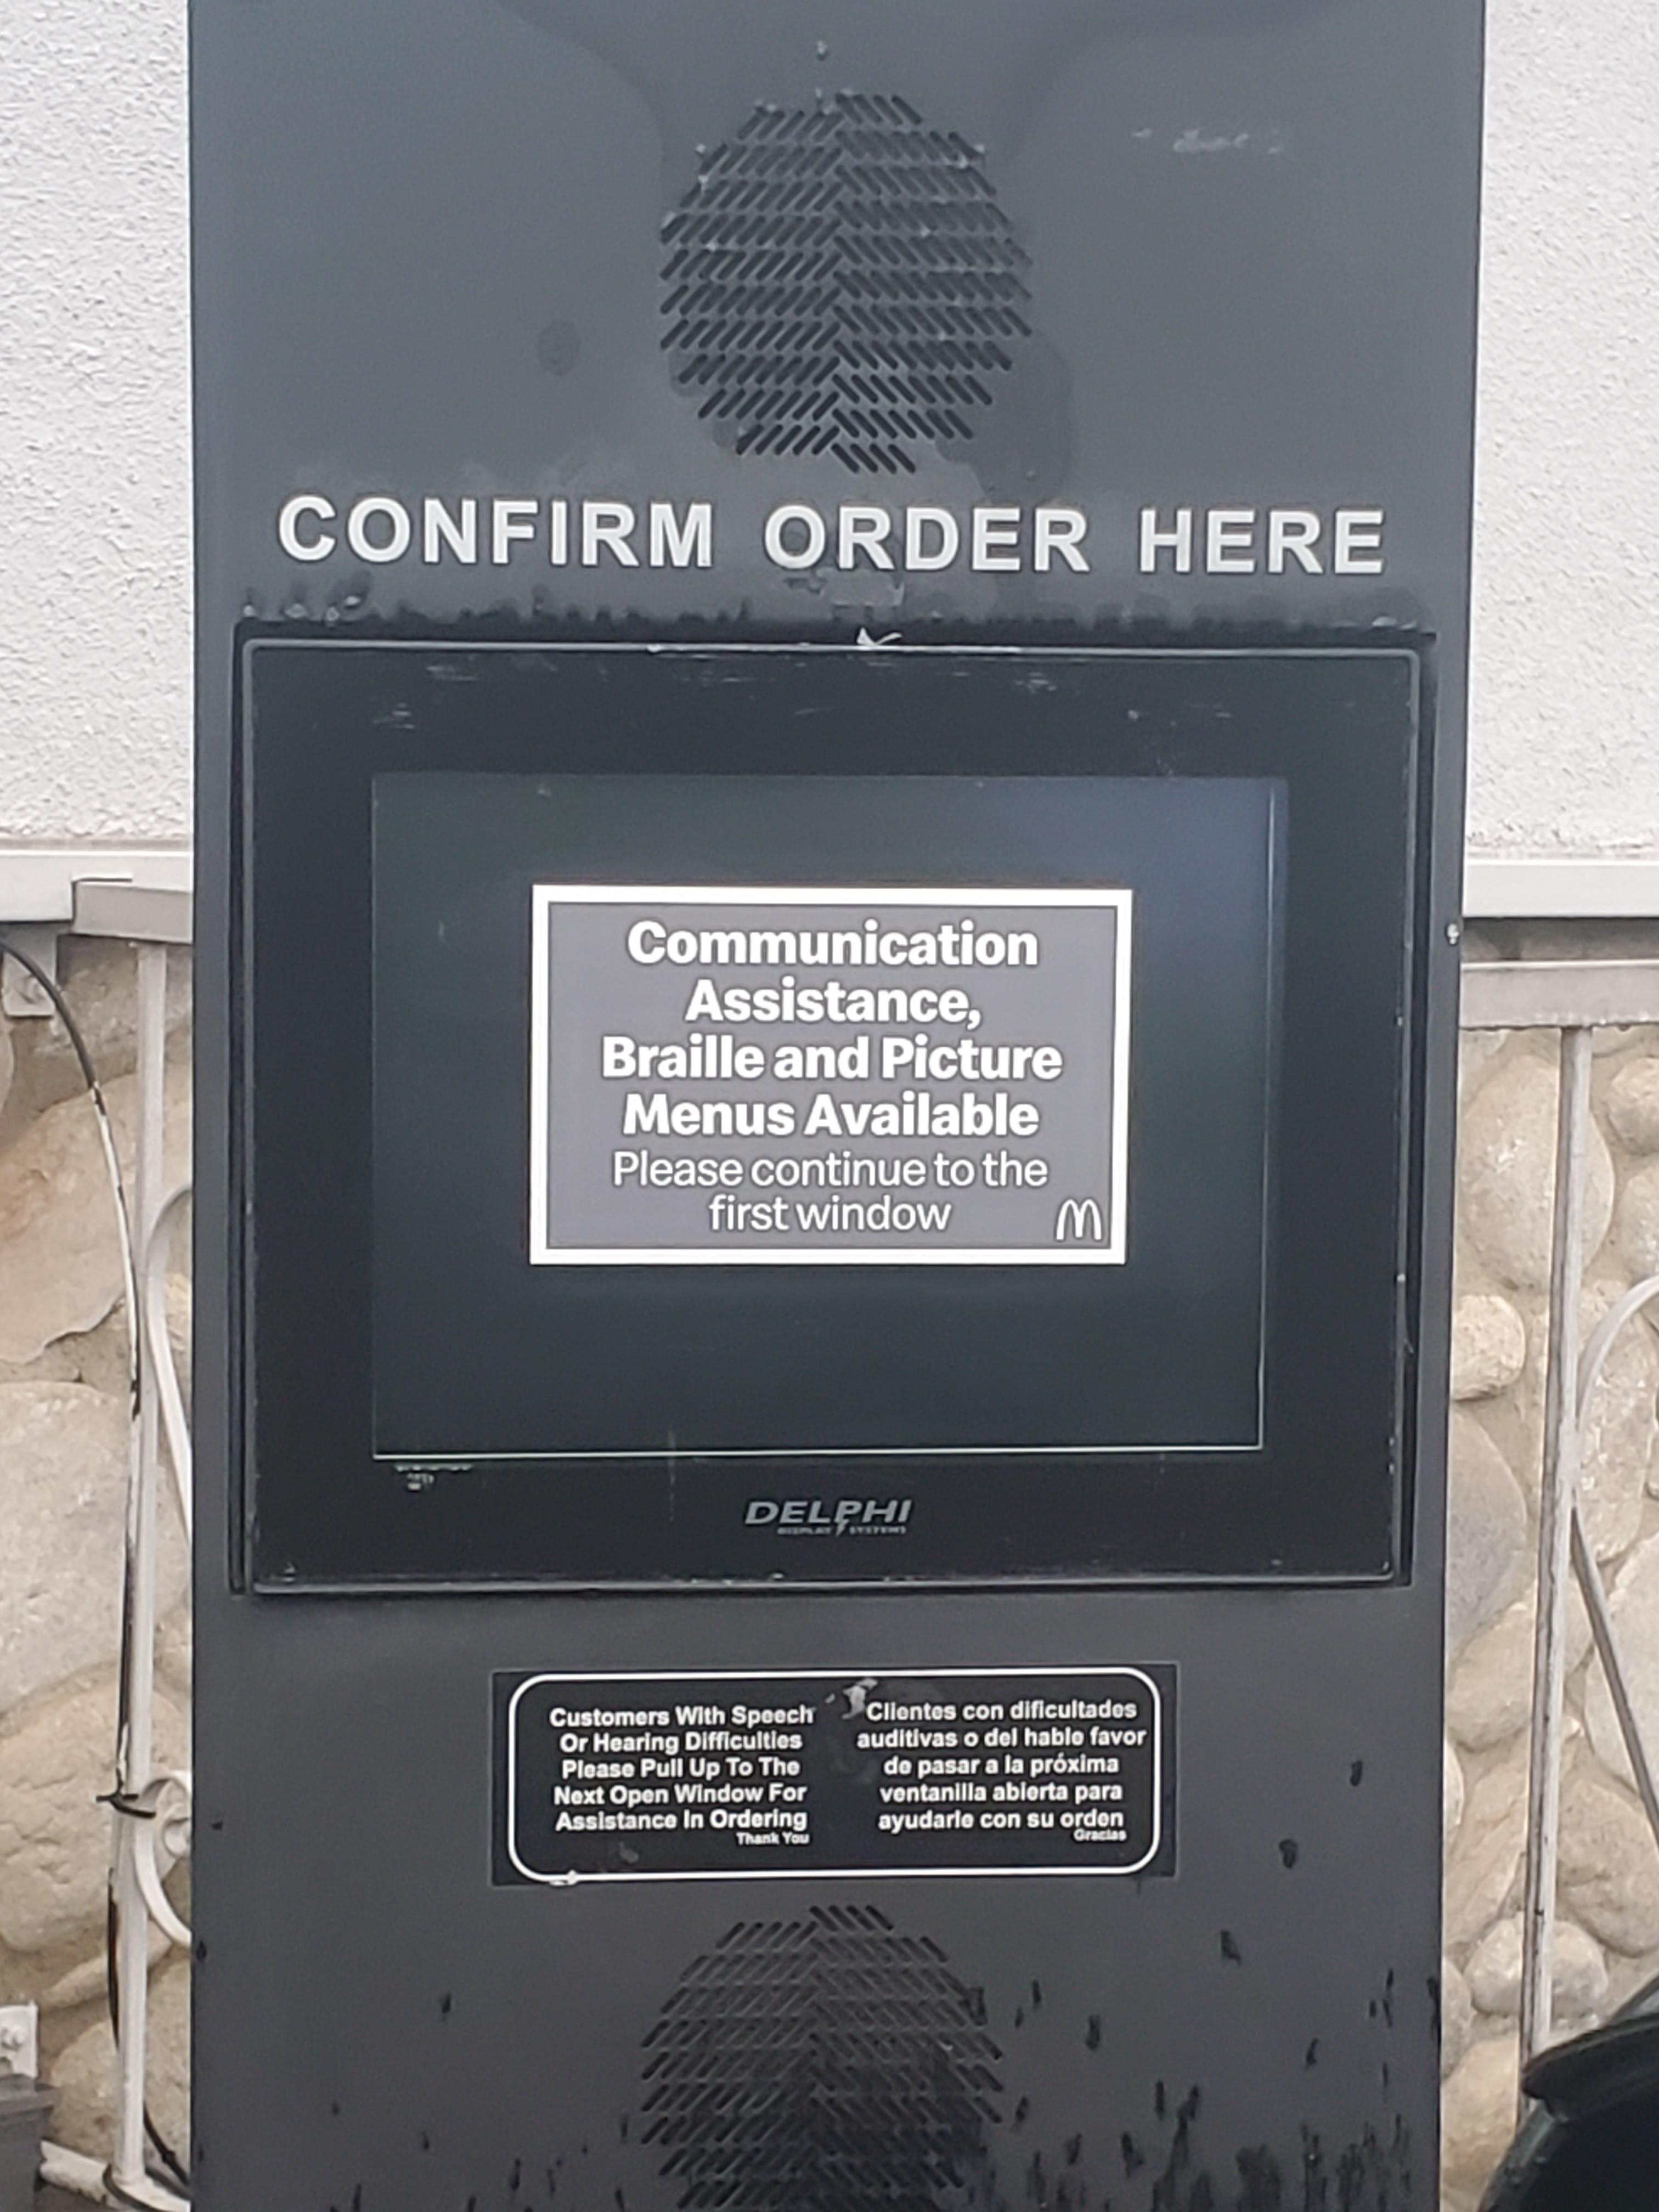 CONFIRM ORDER HERE
Communication
Assistance,
Braille and Picture
Menus Available
Please continue to the
first window
DELPHI
DISPLAY SYSTEMS
Customers With Speech
Or Hearing Difficulties
Please Pull Up To The
Next Open Window For
Assistance In Ordering
Thank You
Clientes con dificultades
auditivas o del hable favor
de pasar a la próxima
ventanilla abierta para
ayudarle con su orden
Gracias